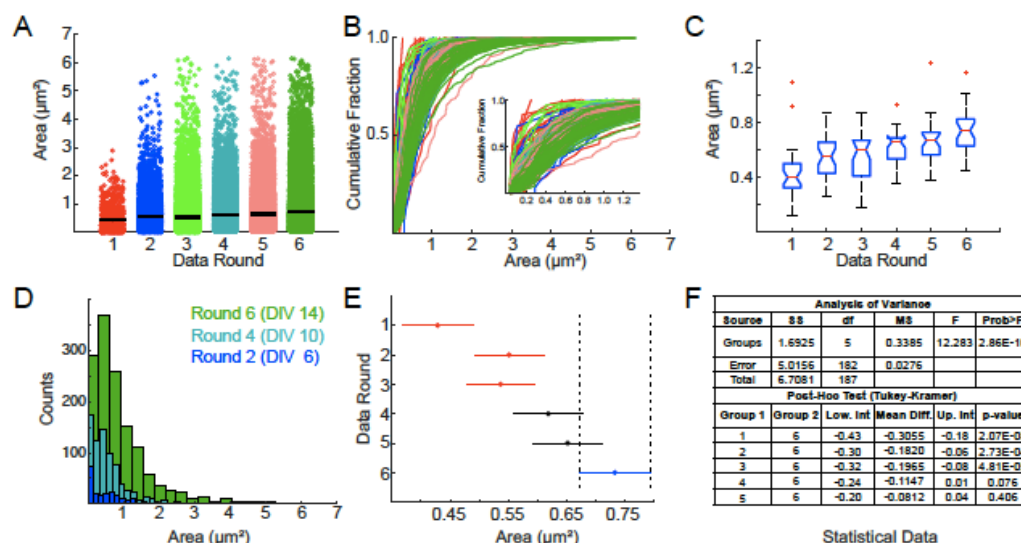 A
7
6
5
4
3
2
1
Area (µm²)
1 2 3 4 5 6
Data Round
B
1.0
0.5
Cumulative Fraction
1 2 3 4 5 6 7
Area (µm²)
1.0
0.5
Cumulative Fraction
0.2 0.4 0.6 0.8 1.0 1.2
C
1.2
0.8
0.4
Area (µm²)
1 2 3 4 5 6
Data Round
D
Round 6 (DIV 14)
Round 4 (DIV 10)
Round 2 (DIV 6)
300
200
100
Counts
1 2 3 4 5 6 7
Area (µm²)
E
1
2
3
4
5
6
Data Round
0.45 0.55 0.65 0.75
Area (µm²)
F
Analysis of Variance
Source SS df MS F Prob>F
Groups 1.6925 5 0.3385 12.283
Error 5.0156 182 0.0276
Total 6.7081 187
Post-Hoo Test (Tukey-Kramer)
Group 1 Group 2 Low. Int Mean Diff. Up. Int p-value
1 6 -0.43 -0.3055 -0.18
2 6 -0.30 -0.1820 -0.06
3 6 -0.32 -0.1965 -0.08
4 6 -0.24 -0.1147 0.01 0.076
5 6 -0.20 -0.0812 0.04 0.406
Statistical Data